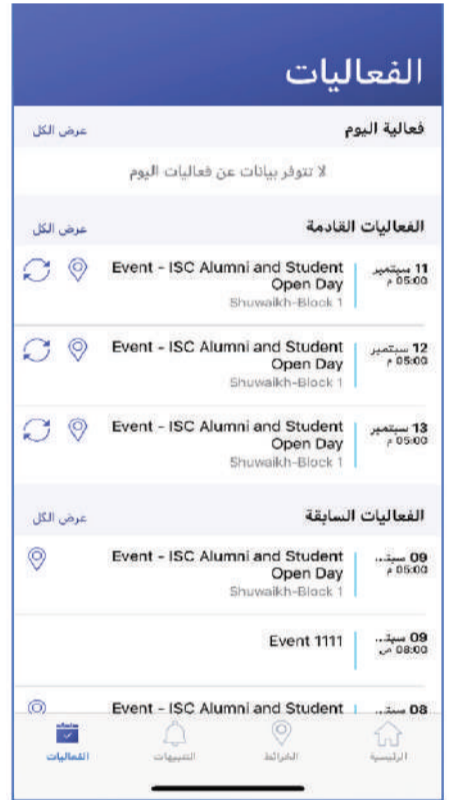 الفعاليات
فعالية اليوم
عرض الكل
لا تتوفر بيانات عن فعاليات اليوم
الفعاليات القادمة
عرض الكل
11 سبتمبر
05:00 م
Event - ISC Alumni and Student
Open Day
Shuwaikh-Block 1
12 سبتمبر
05:00 م
Event - ISC Alumni and Student
Open Day
Shuwaikh-Block 1
13 سبتمبر
05:00 م
Event - ISC Alumni and Student
Open Day
Shuwaikh-Block 1
الفعاليات السابقة
عرض الكل
09 سبتـ...
05:00 م
Event - ISC Alumni and Student
Open Day
Shuwaikh-Block 1
09 سبتـ...
08:00 ص
Event 1111
08 سبتـ...
Event - ISC Alumni and Student
الرئيسية
الخرائط
التنبيهات
الفعاليات